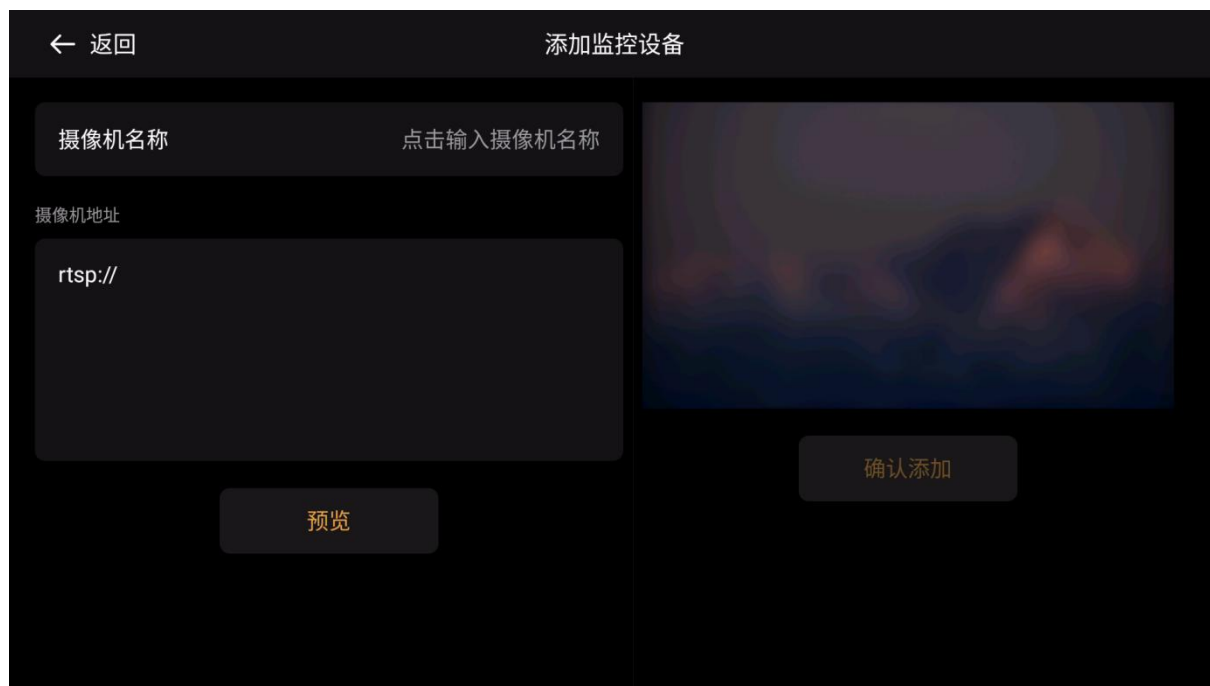 返回
添加监控设备
摄像机名称
点击输入摄像机名称
摄像机地址
rtsp://
预览
确认添加